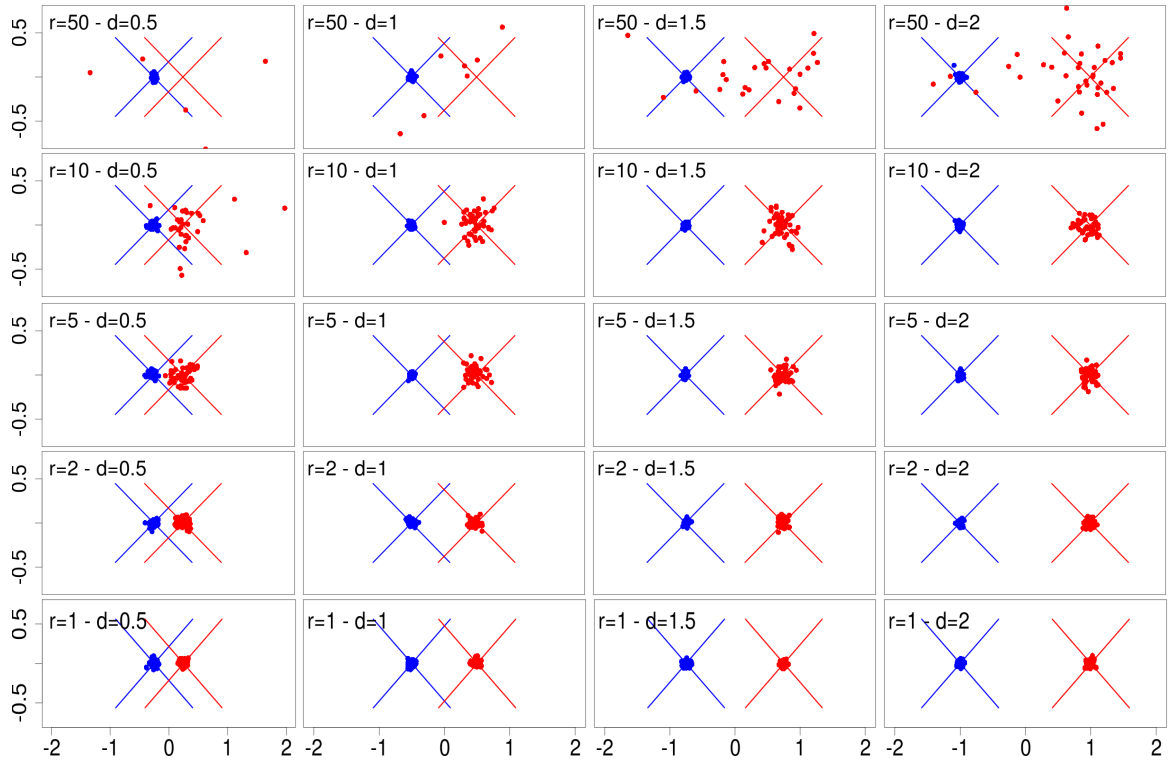 r=50 - d=0.5 r=50 - d=1 r=50 - d=1.5 r=50 - d=2
0.5
-0.5
r=10 - d=0.5 r=10 - d=1 r=10 - d=1.5 r=10 - d=2
0.5
-0.5
r=5 - d=0.5 r=5 - d=1 r=5 - d=1.5 r=5 - d=2
0.5
-0.5
r=2 - d=0.5 r=2 - d=1 r=2 - d=1.5 r=2 - d=2
0.5
-0.5
r=1 - d=0.5 r=1 - d=1 r=1 - d=1.5 r=1 - d=2
0.5
-0.5
-2 -1 0 1 2 -2 -1 0 1 2 -2 -1 0 1 2 -2 -1 0 1 2